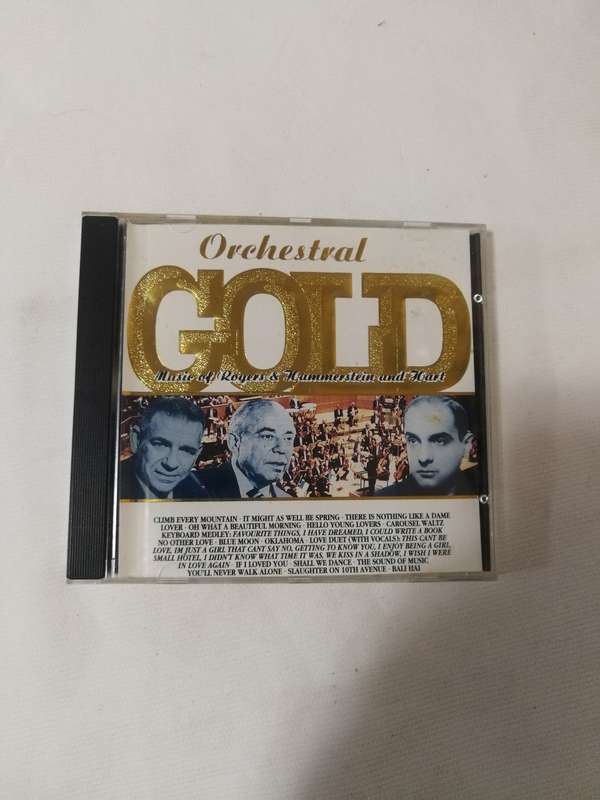 Orchestral
GOLD
Music of Rogers & Hammerstein and Hart
CLIMB EVERY MOUNTAIN · IT MIGHT AS WELL BE SPRING · THERE IS NOTHING LIKE A DAME
LOVER · OH WHAT A BEAUTIFUL MORNING · HELLO YOUNG LOVERS · CAROUSEL WALTZ
KEYBOARD MEDLEY: FAVOURITE THINGS, I HAVE DREAMED, I COULD WRITE A BOOK
NO OTHER LOVE · BLUE MOON · OKLAHOMA · LOVE DUET (WITH VOCALS): THIS CANT BE
LOVE, IM JUST A GIRL THAT CANT SAY NO, GETTING TO KNOW YOU, I ENJOY BEING A GIRL,
SMALL HOTEL, I DIDN'T KNOW WHAT TIME IT WAS, WE KISS IN A SHADOW, I WISH I WERE
IN LOVE AGAIN · IF I LOVED YOU · SHALL WE DANCE · THE SOUND OF MUSIC
YOU'LL NEVER WALK ALONE · SLAUGHTER ON 10TH AVENUE · BALI HAI